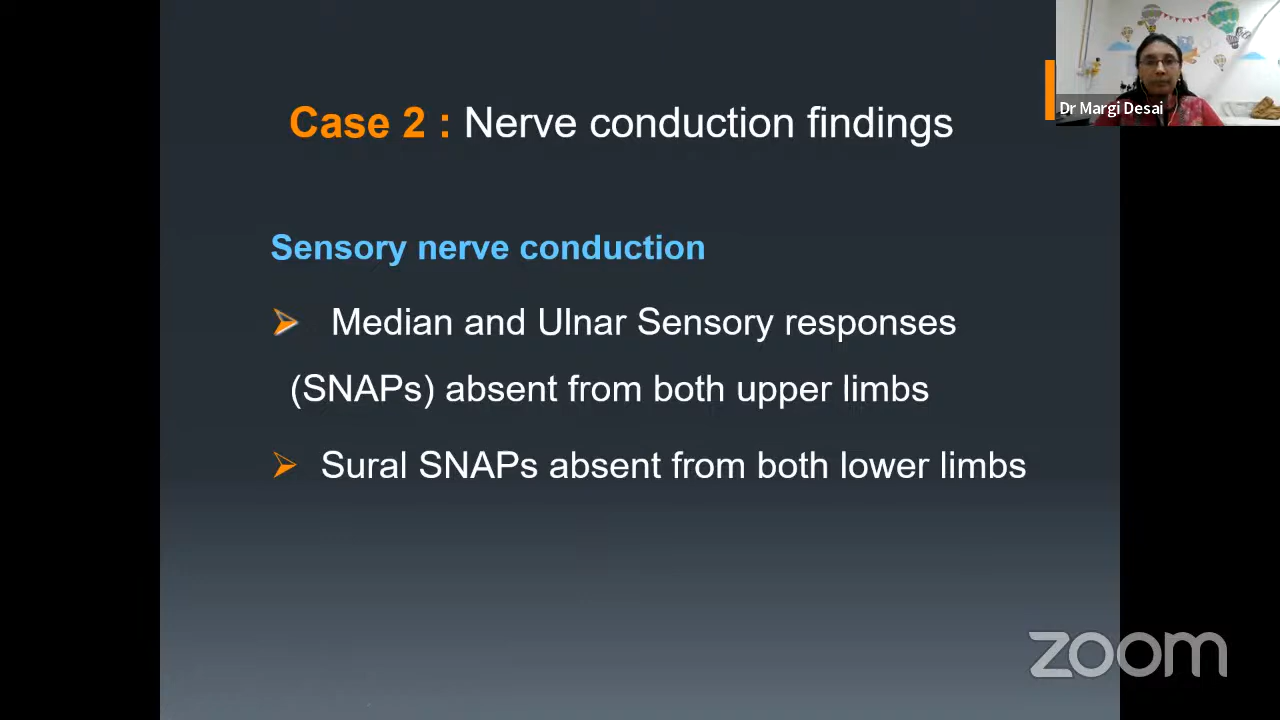 Dr Margi Desai
Case 2 : Nerve conduction findings
Sensory nerve conduction
Median and Ulnar Sensory responses
(SNAPs) absent from both upper limbs
Sural SNAPs absent from both lower limbs
zoom